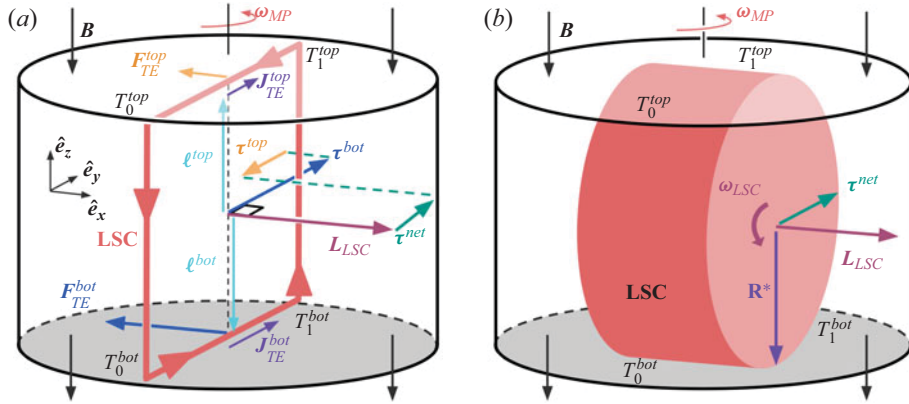 (a)
ω_MP
B
F_TE^top
T_1^top
J_TE^top
T_0^top
τ^top
τ^bot
ℓ^top
ê_z
ê_y
ê_x
LSC
τ^net
L_LSC
ℓ^bot
F_TE^bot
T_1^bot
J_TE^bot
T_0^bot
(b)
ω_MP
B
T_1^top
T_0^top
ω_LSC
τ^net
L_LSC
LSC
R*
T_1^bot
T_0^bot